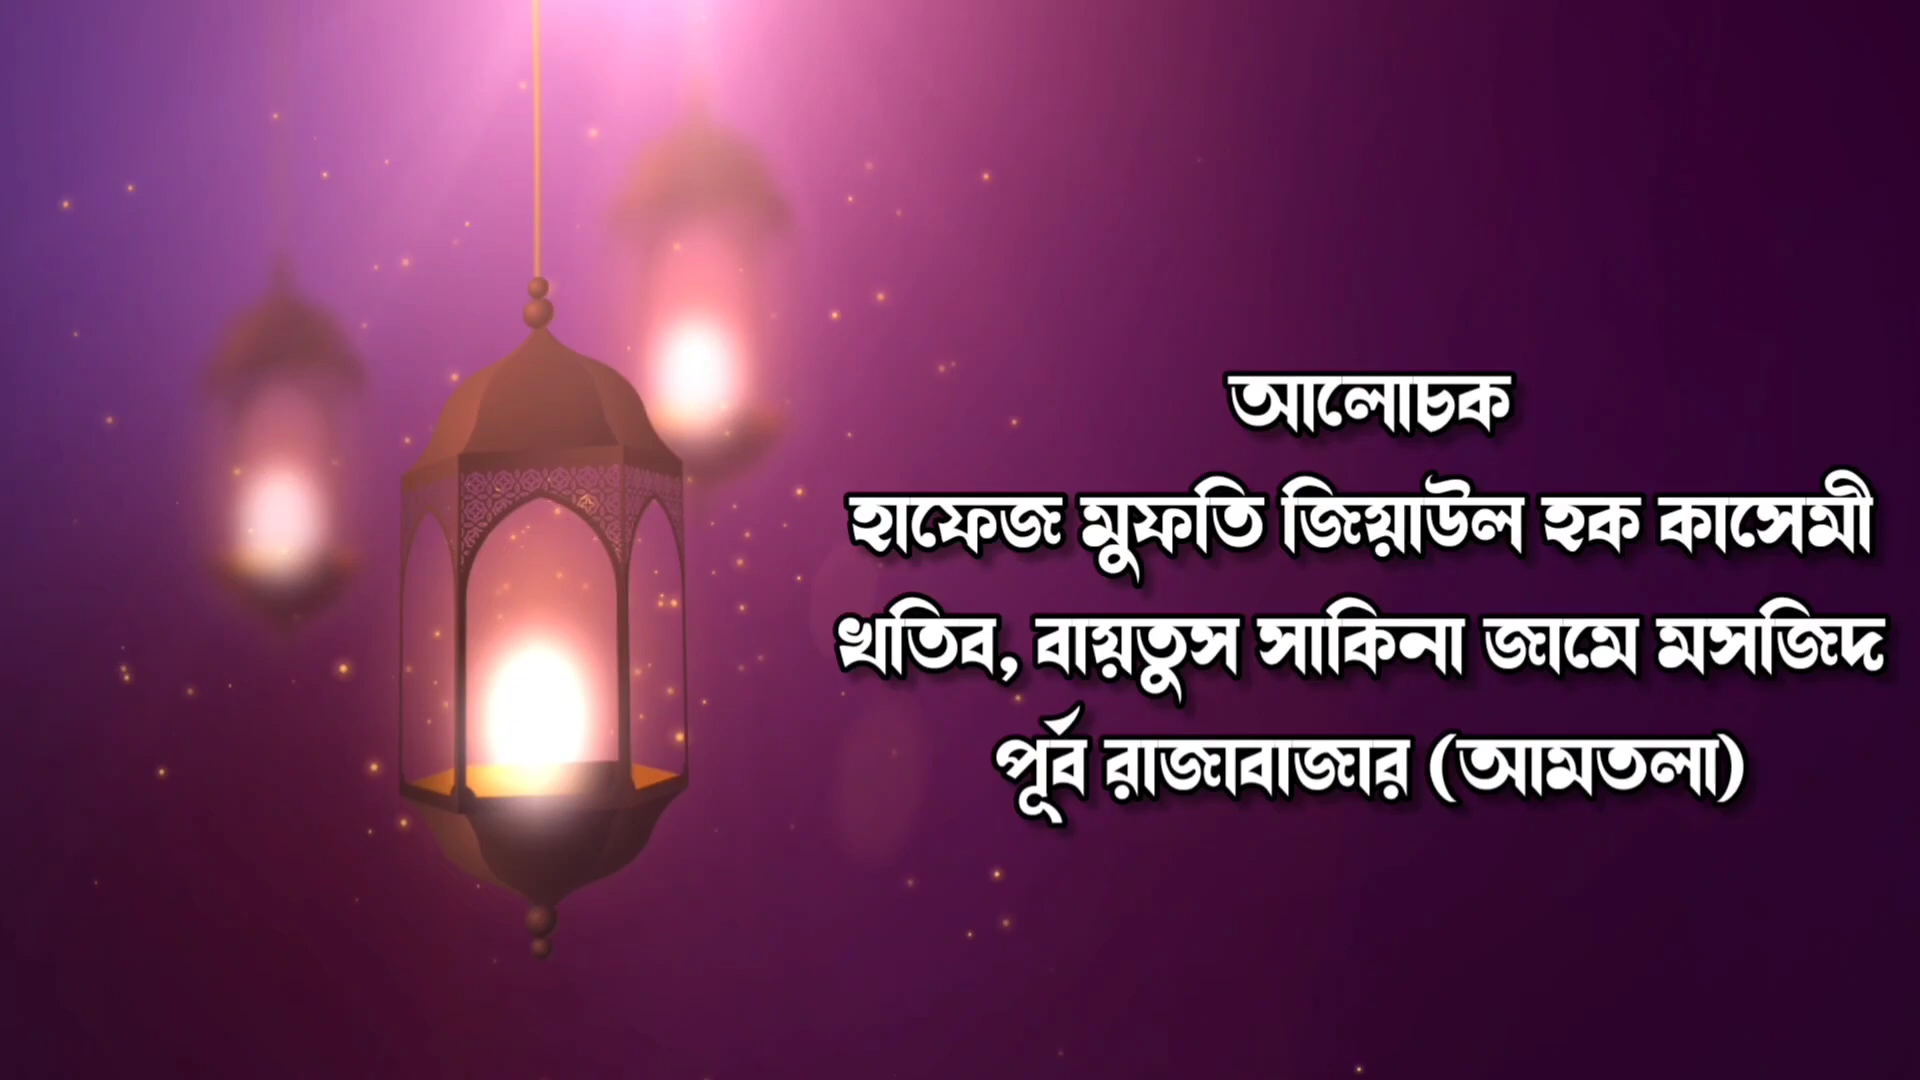 আলোচক
হাফেজ মুফতি জিয়াউল হক কাসেমী
খতিব, বায়তুস সাকিনা জামে মসজিদ
পূর্ব রাজাবাজার (আমতলা)